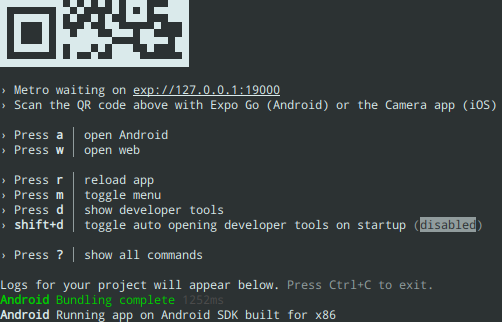 › Metro waiting on exp://127.0.0.1:19000
› Scan the QR code above with Expo Go (Android) or the Camera app (iOS)
› Press a │ open Android
› Press w │ open web
› Press r │ reload app
› Press m │ toggle menu
› Press d │ show developer tools
› shift+d │ toggle auto opening developer tools on startup (disabled)
› Press ? │ show all commands
Logs for your project will appear below. Press Ctrl+C to exit.
Android Bundling complete 1252ms
Android Running app on Android SDK built for x86